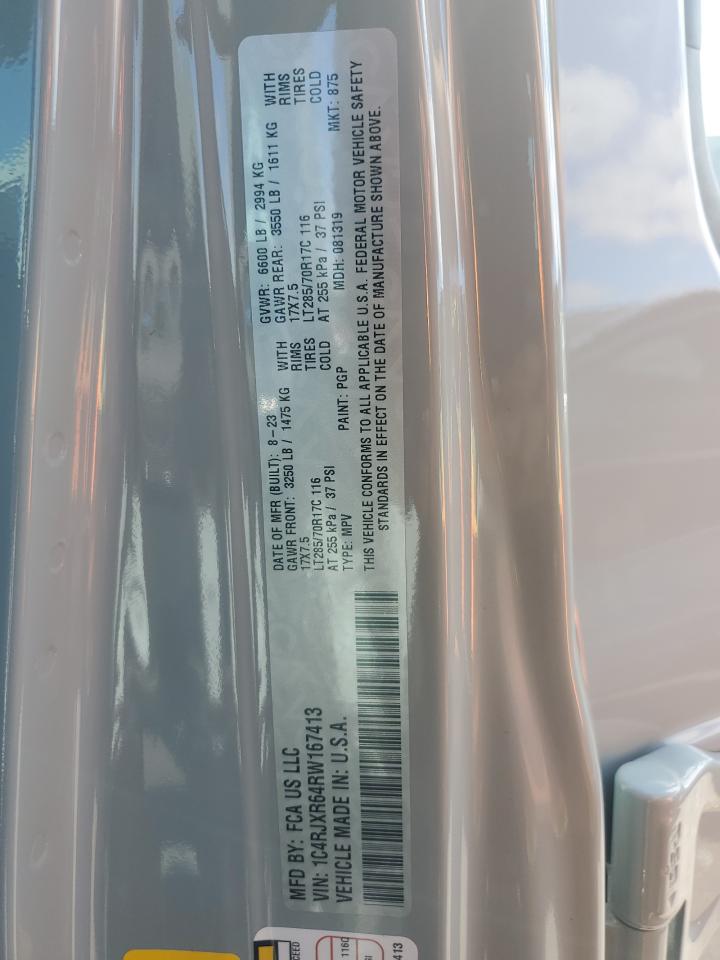 MFD BY: FCA US LLC
VIN: 1C4RJXR64RW167413
VEHICLE MADE IN: U.S.A.
DATE OF MFR (BUILT): 8-23
GAWR FRONT: 3250 LB / 1475 KG WITH
17X7.5 RIMS
LT285/70R17C 116 TIRES
AT 255 kPa / 37 PSI COLD
TYPE: MPV PAINT: PGP
GVWR: 6600 LB / 2994 KG
GAWR REAR: 3550 LB / 1611 KG WITH
17X7.5 RIMS
LT285/70R17C 116 TIRES
AT 255 kPa / 37 PSI COLD
MDH: 081319 MKT: 875
THIS VEHICLE CONFORMS TO ALL APPLICABLE U.S.A. FEDERAL MOTOR VEHICLE SAFETY
STANDARDS IN EFFECT ON THE DATE OF MANUFACTURE SHOWN ABOVE.
CEED
1160
SI
413